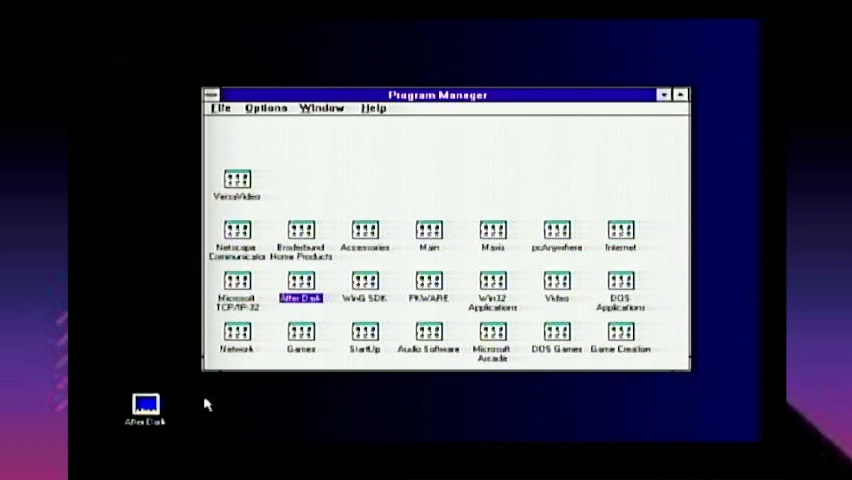 Program Manager
File Options Window Help
VersaVideo
Netscape Communicator
Broderbund Home Products
Accessories
Main
Maxis
pcAnywhere
Internet
Microsoft TCP/IP-32
After Dark
WinG SDK
PKWARE
Win32 Applications
Video
DOS Applications
Network
Games
StartUp
Audio Software
Microsoft Arcade
DOS Games
Game Creation
After Dark